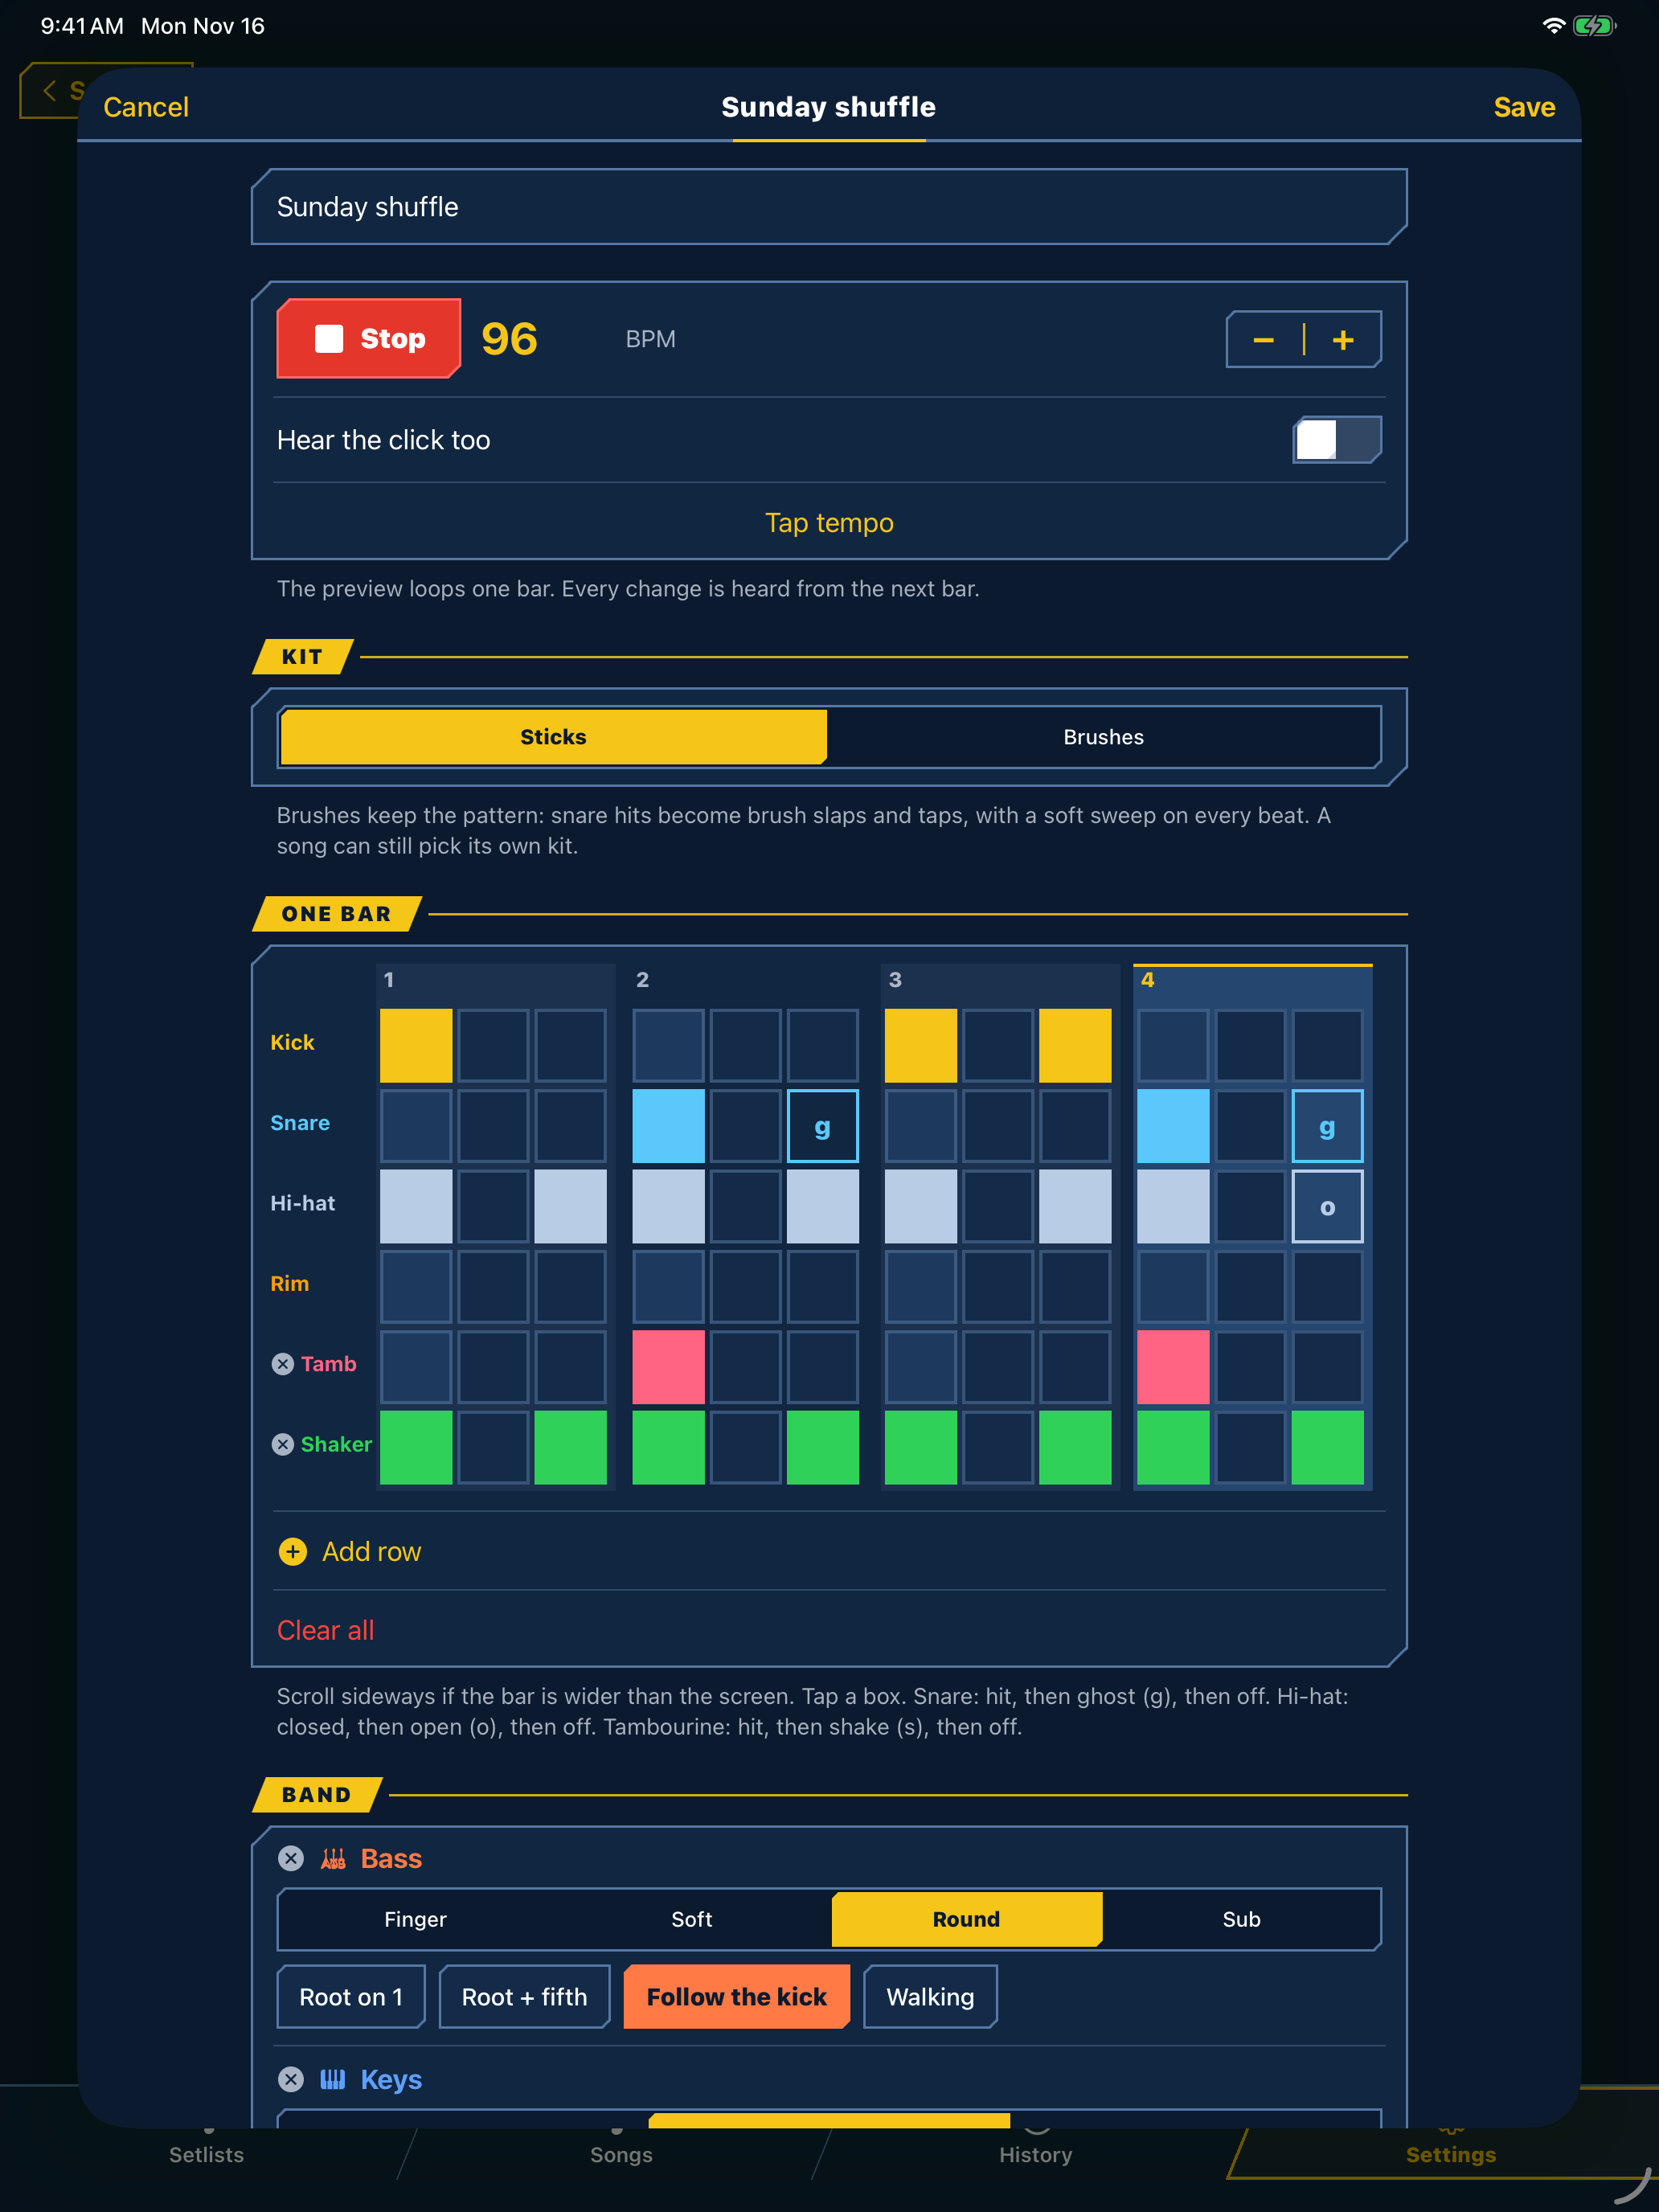 9:41 AM Mon Nov 16
Cancel
Sunday shuffle
Save
Sunday shuffle
Stop
96
BPM
Hear the click too
Tap tempo
The preview loops one bar. Every change is heard from the next bar.
KIT
Sticks
Brushes
Brushes keep the pattern: snare hits become brush slaps and taps, with a soft sweep on every beat. A
song can still pick its own kit.
ONE BAR
1 2 3 4
Kick
Snare g g
Hi-hat o
Rim
Tamb
Shaker
Add row
Clear all
Scroll sideways if the bar is wider than the screen. Tap a box. Snare: hit, then ghost (g), then off. Hi-hat:
closed, then open (o), then off. Tambourine: hit, then shake (s), then off.
BAND
Bass
Finger Soft Round Sub
Root on 1 Root + fifth Follow the kick Walking
Keys
Setlists Songs History Settings